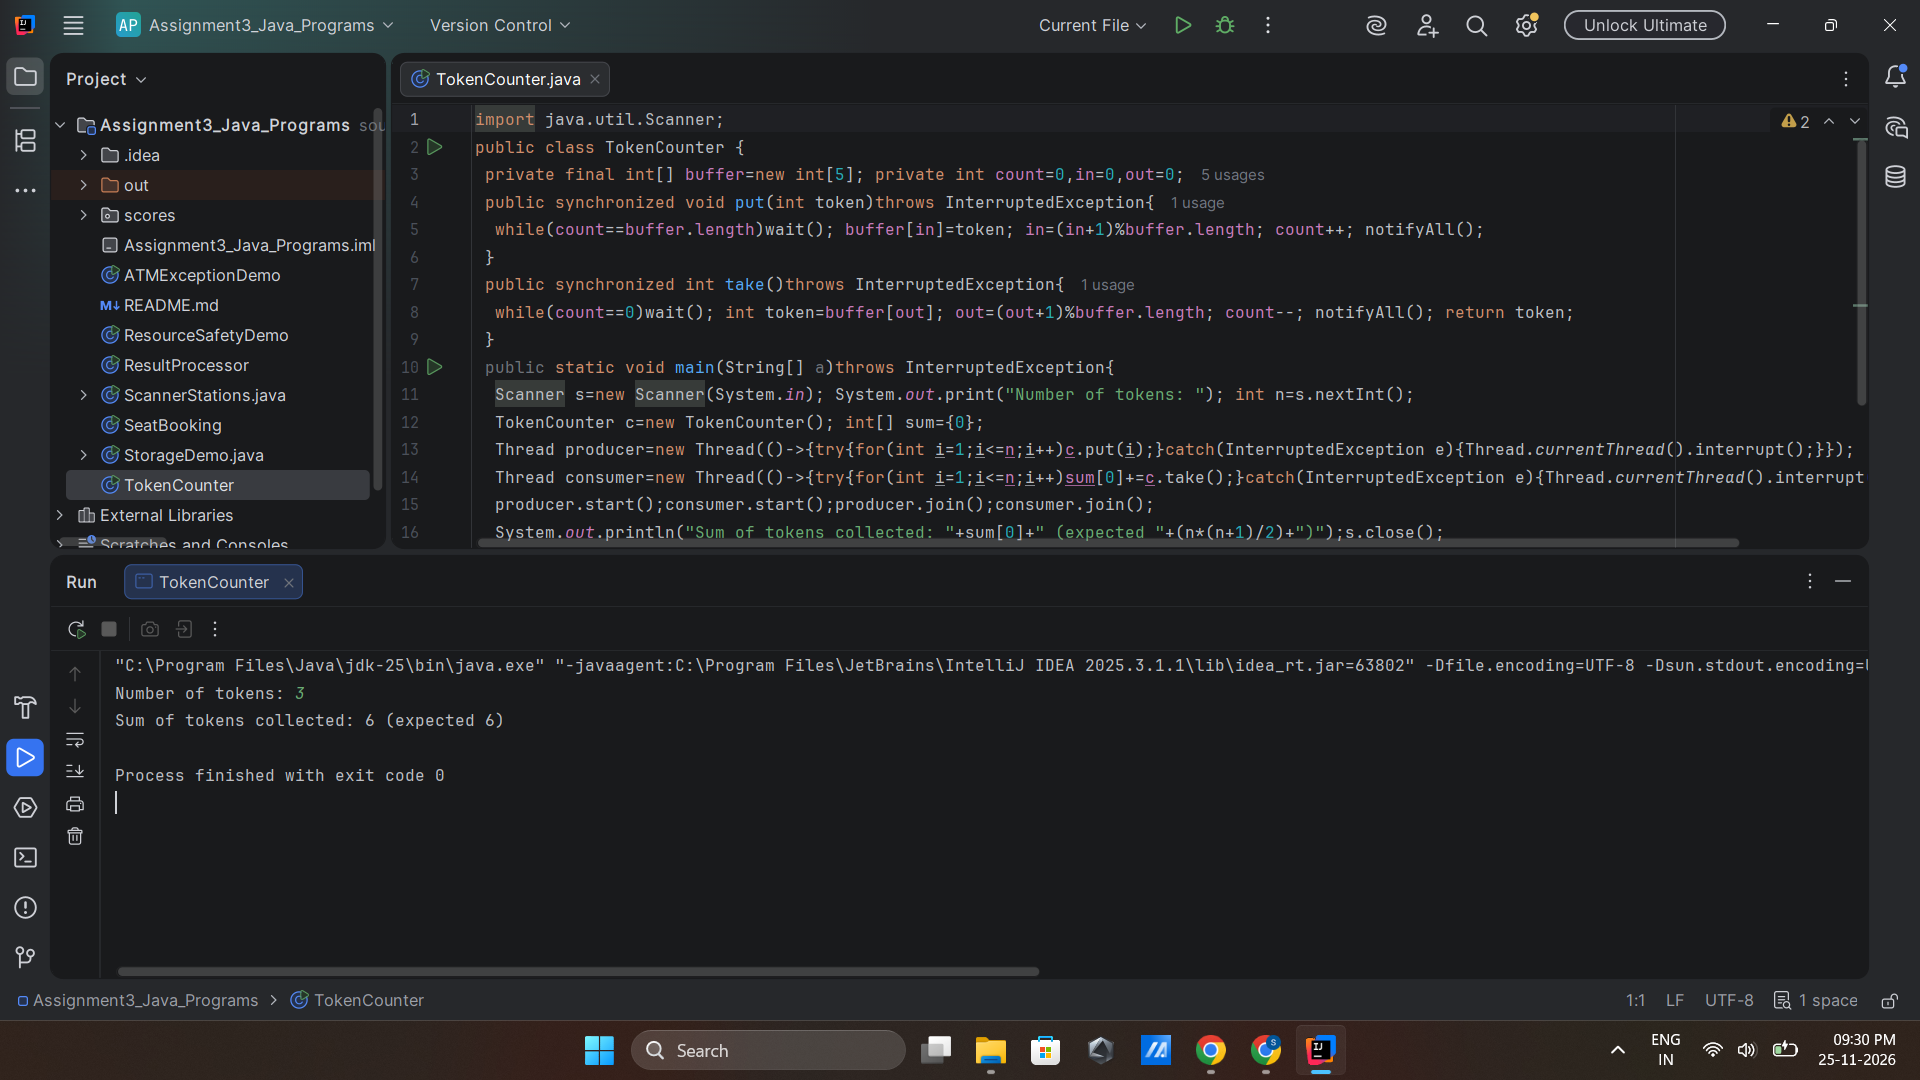 AP Assignment3_Java_Programs Version Control Current File Unlock Ultimate
Project
Assignment3_Java_Programs
.idea
out
scores
Assignment3_Java_Programs.iml
ATMExceptionDemo
README.md
ResourceSafetyDemo
ResultProcessor
ScannerStations.java
SeatBooking
StorageDemo.java
TokenCounter
External Libraries
Scratches and Consoles
TokenCounter.java
2
1 import java.util.Scanner;
2 public class TokenCounter {
3 private final int[] buffer=new int[5]; private int count=0,in=0,out=0; 5 usages
4 public synchronized void put(int token)throws InterruptedException{ 1 usage
5 while(count==buffer.length)wait(); buffer[in]=token; in=(in+1)%buffer.length; count++; notifyAll();
6 }
7 public synchronized int take()throws InterruptedException{ 1 usage
8 while(count==0)wait(); int token=buffer[out]; out=(out+1)%buffer.length; count--; notifyAll(); return token;
9 }
10 public static void main(String[] a)throws InterruptedException{
11 Scanner s=new Scanner(System.in); System.out.print("Number of tokens: "); int n=s.nextInt();
12 TokenCounter c=new TokenCounter(); int[] sum={0};
13 Thread producer=new Thread(()->{try{for(int i=1;i<=n;i++)c.put(i);}catch(InterruptedException e){Thread.currentThread().interrupt();}});
14 Thread consumer=new Thread(()->{try{for(int i=1;i<=n;i++)sum[0]+=c.take();}catch(InterruptedException e){Thread.currentThread().interrupt
15 producer.start();consumer.start();producer.join();consumer.join();
16 System.out.println("Sum of tokens collected: "+sum[0]+" (expected "+(n*(n+1)/2)+")");s.close();
Run TokenCounter
"C:\Program Files\Java\jdk-25\bin\java.exe" "-javaagent:C:\Program Files\JetBrains\IntelliJ IDEA 2025.3.1.1\lib\idea_rt.jar=63802" -Dfile.encoding=UTF-8 -Dsun.stdout.encoding=
Number of tokens: 3
Sum of tokens collected: 6 (expected 6)
Process finished with exit code 0
Assignment3_Java_Programs > TokenCounter 1:1 LF UTF-8 1 space
Search
ENG
IN
09:30 PM
25-11-2026